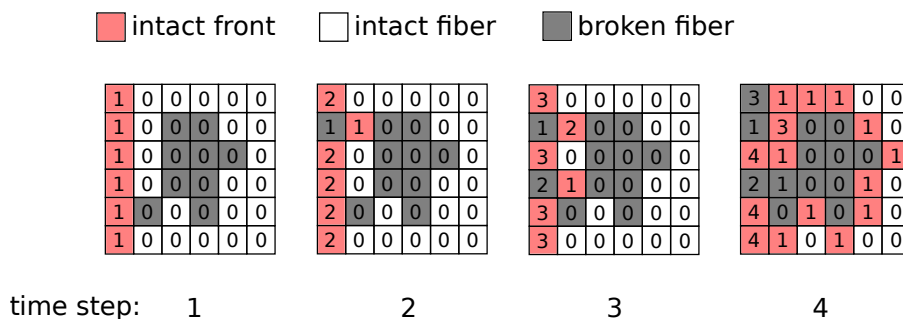 intact front intact fiber broken fiber
1 0 0 0 0 0 2 0 0 0 0 0 3 0 0 0 0 0 3 1 1 1 0 0
1 0 0 0 0 0 1 1 0 0 0 0 1 2 0 0 0 0 1 3 0 0 1 0
1 0 0 0 0 0 2 0 0 0 0 0 3 0 0 0 0 0 4 1 0 0 0 1
1 0 0 0 0 0 2 0 0 0 0 0 2 1 0 0 0 0 2 1 0 0 1 0
1 0 0 0 0 0 2 0 0 0 0 0 3 0 0 0 0 0 4 0 1 0 1 0
1 0 0 0 0 0 2 0 0 0 0 0 3 0 0 0 0 0 4 1 0 1 0 0
time step: 1 2 3 4